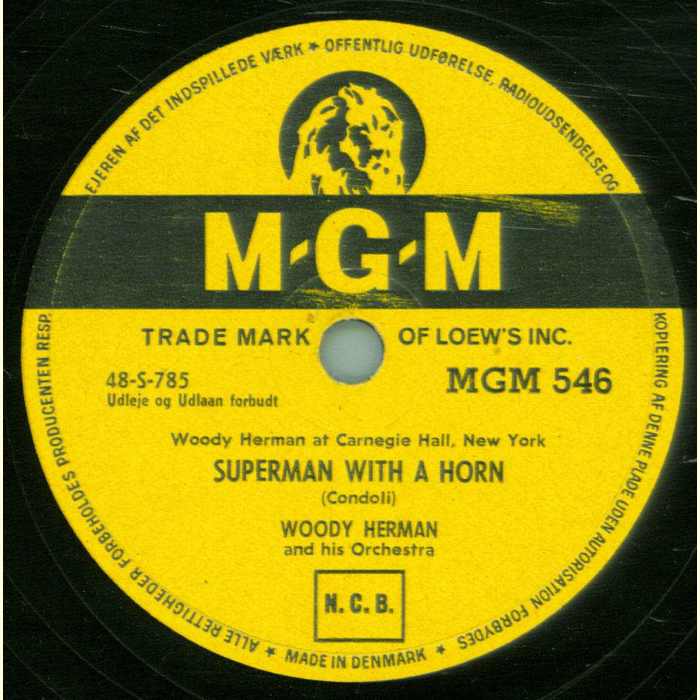 ALLE RETTIGHEDER FORBEHOLDES PRODUCENTEN RESP. EJEREN AF DET INDSPILLEDE VÆRK ★ OFFENTLIG UDFØRELSE, RADIOUDSENDELSE OG KOPIERING AF DENNE PLADE UDEN AUTORISATION FORBYDES
M-G-M
TRADE MARK OF LOEW'S INC.
48-S-785 MGM 546
Udleje og Udlaan forbudt
Woody Herman at Carnegie Hall, New York
SUPERMAN WITH A HORN
(Condoli)
WOODY HERMAN
and his Orchestra
N. C. B.
★ MADE IN DENMARK ★